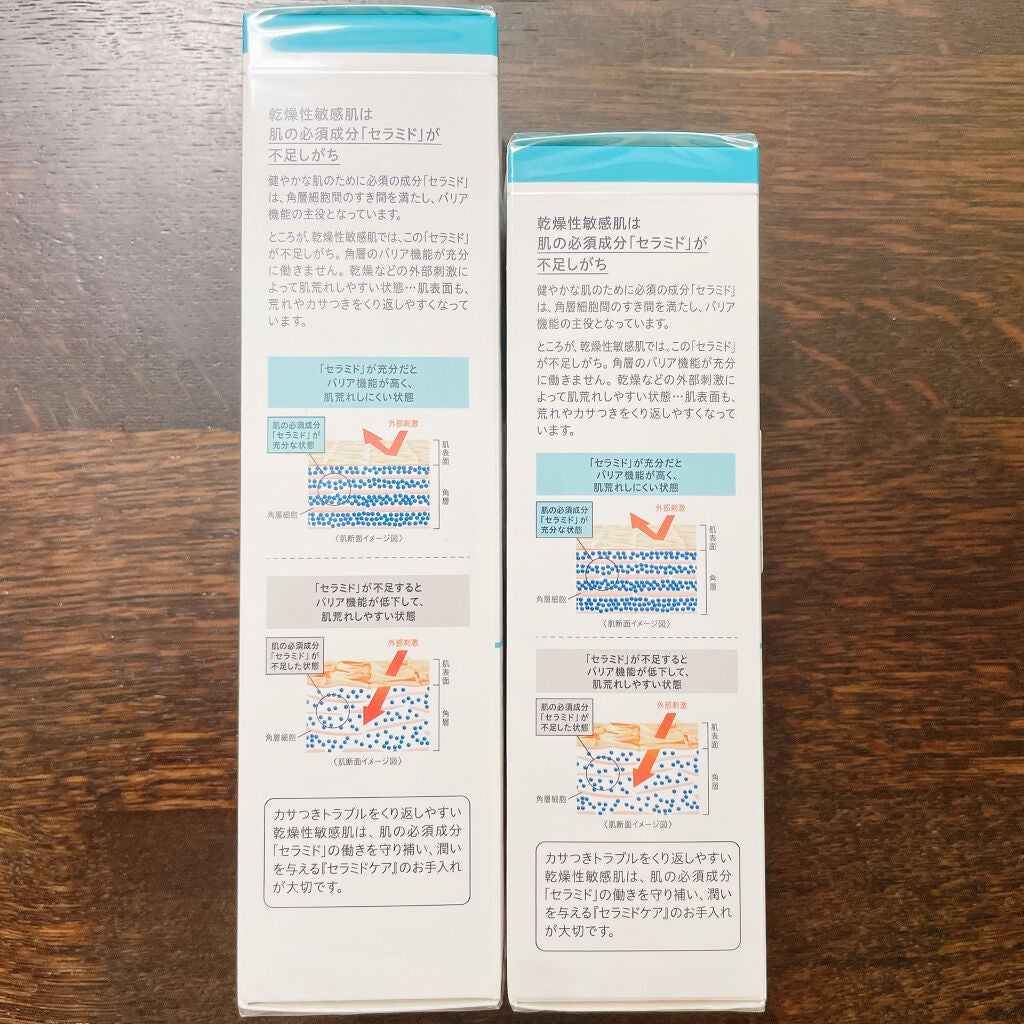 乾燥性敏感肌は
肌の必須成分「セラミド」が
不足しがち
健やかな肌のために必須の成分「セラミド」
は、角層細胞間のすき間を満たし、バリア
機能の主役となっています。
ところが、乾燥性敏感肌では、この「セラミド」
が不足しがち。角層のバリア機能が充分
に働きません。乾燥などの外部刺激に
よって肌荒れしやすい状態…肌表面も、
荒れやカサつきをくり返しやすくなって
います。
「セラミド」が充分だと
バリア機能が高く、
肌荒れしにくい状態
肌の必須成分
「セラミド」が
充分な状態
外部刺激
肌表面
角層
角層細胞
〈肌断面イメージ図〉
「セラミド」が不足すると
バリア機能が低下して、
肌荒れしやすい状態
肌の必須成分
「セラミド」が
不足した状態
外部刺激
肌表面
角層
角層細胞
〈肌断面イメージ図〉
カサつきトラブルをくり返しやすい
乾燥性敏感肌は、肌の必須成分
「セラミド」の働きを守り補い、潤い
を与える『セラミドケア』のお手入れ
が大切です。
乾燥性敏感肌は
肌の必須成分「セラミド」が
不足しがち
健やかな肌のために必須の成分「セラミド」
は、角層細胞間のすき間を満たし、バリア
機能の主役となっています。
ところが、乾燥性敏感肌では、この「セラミド」
が不足しがち。角層のバリア機能が充分
に働きません。乾燥などの外部刺激に
よって肌荒れしやすい状態…肌表面も、
荒れやカサつきをくり返しやすくなって
います。
「セラミド」が充分だと
バリア機能が高く、
肌荒れしにくい状態
肌の必須成分
「セラミド」が
充分な状態
外部刺激
肌表面
角層
角層細胞
〈肌断面イメージ図〉
「セラミド」が不足すると
バリア機能が低下して、
肌荒れしやすい状態
肌の必須成分
「セラミド」が
不足した状態
外部刺激
肌表面
角層
角層細胞
〈肌断面イメージ図〉
カサつきトラブルをくり返しやすい
乾燥性敏感肌は、肌の必須成分
「セラミド」の働きを守り補い、潤い
を与える『セラミドケア』のお手入れ
が大切です。